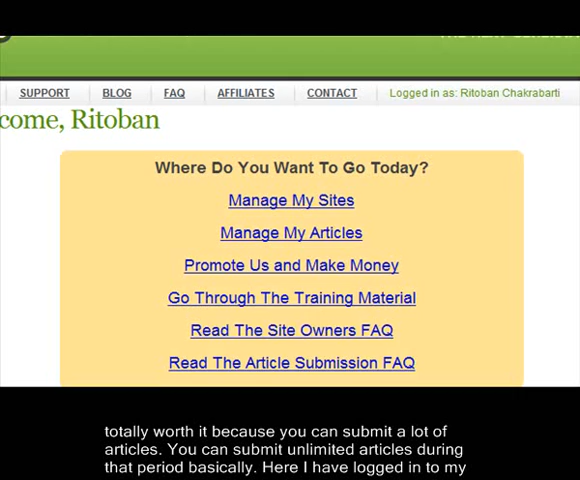 SUPPORT BLOG FAQ AFFILIATES CONTACT Logged in as: Ritoban Chakrabarti
come, Ritoban
Where Do You Want To Go Today?
Manage My Sites
Manage My Articles
Promote Us and Make Money
Go Through The Training Material
Read The Site Owners FAQ
Read The Article Submission FAQ
totally worth it because you can submit a lot of
articles. You can submit unlimited articles during
that period basically. Here I have logged in to my